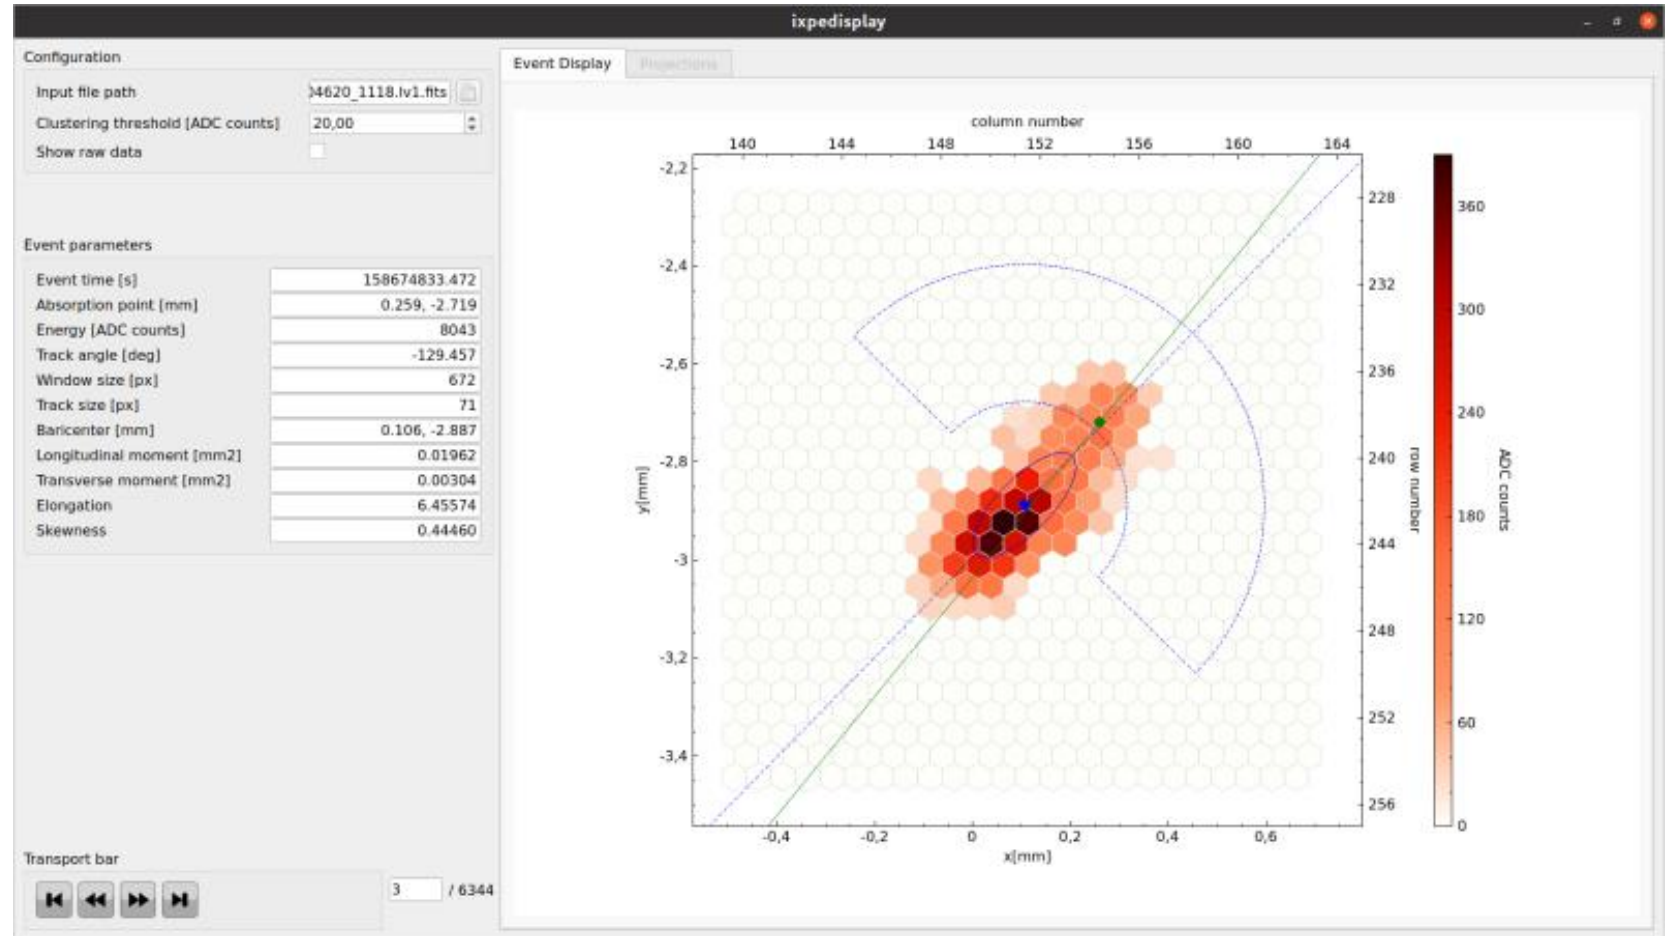 ixpedisplay
Configuration
Input file path 04620_1118.lv1.fits
Clustering threshold [ADC counts] 20,00
Show raw data
Event parameters
Event time [s] 158674833.472
Absorption point [mm] 0.259, -2.719
Energy [ADC counts] 8043
Track angle [deg] -129.457
Window size [px] 672
Track size [px] 71
Baricenter [mm] 0.106, -2.887
Longitudinal moment [mm2] 0.01962
Transverse moment [mm2] 0.00304
Elongation 6.45574
Skewness 0.44460
Transport bar
3 / 6344
Event Display Projections
column number
140 144 148 152 156 160 164
-2,2
-2,4
-2,6
-2,8
-3
-3,2
-3,4
y[mm]
-0,4 -0,2 0 0,2 0,4 0,6
x[mm]
228
232
236
240
244
248
252
256
row number
360
300
240
180
120
60
0
ADC counts